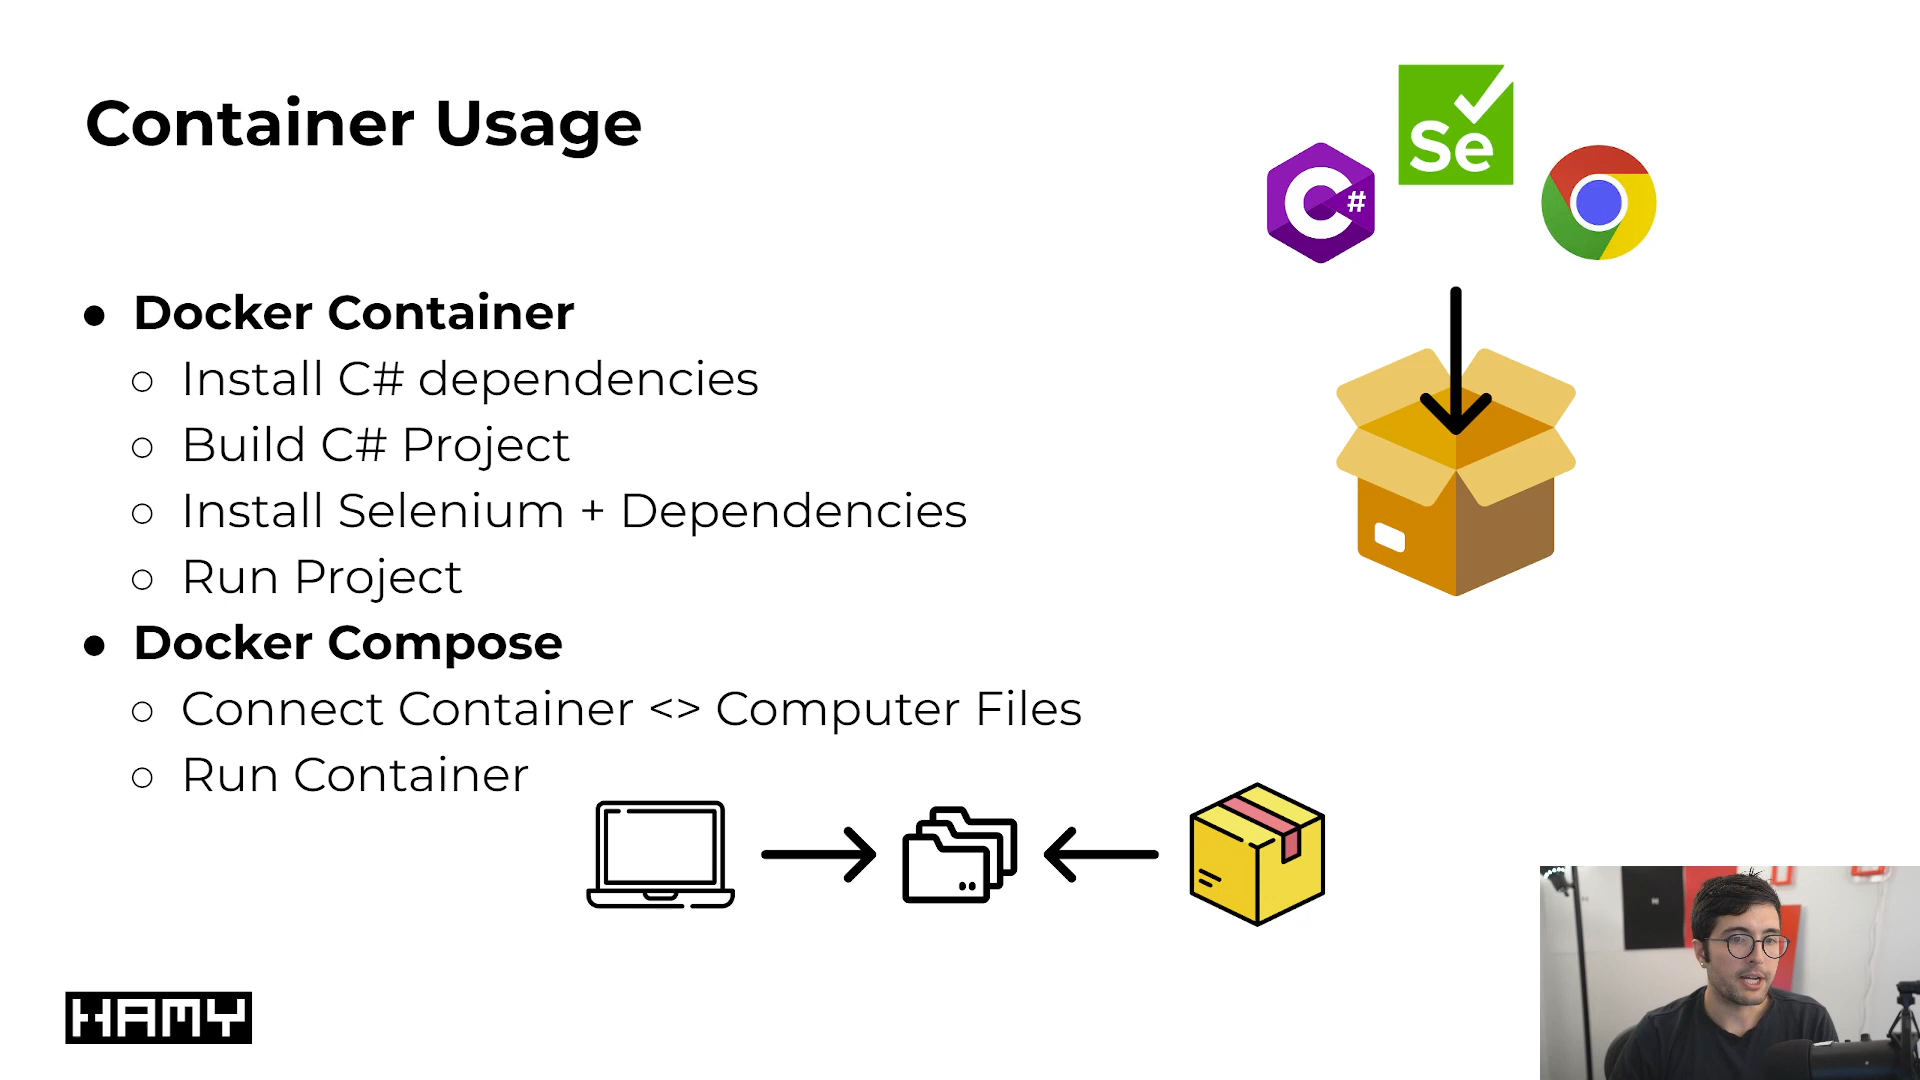 Container Usage
Se
C#
● Docker Container
○ Install C# dependencies
○ Build C# Project
○ Install Selenium + Dependencies
○ Run Project
● Docker Compose
○ Connect Container <> Computer Files
○ Run Container
HAMY